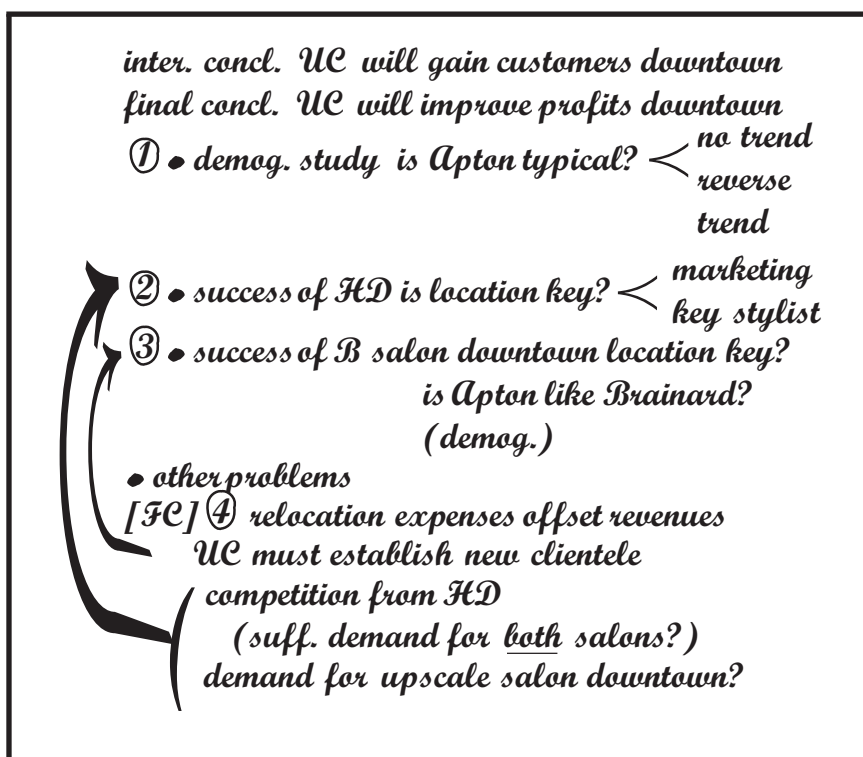 inter. concl. UC will gain customers downtown
final concl. UC will improve profits downtown
① • demog. study is Apton typical? < no trend
reverse
trend
② • success of HD is location key? < marketing
key stylist
③ • success of B salon downtown location key?
is Apton like Brainard?
(demog.)
• other problems
[FC] ④ relocation expenses offset revenues
UC must establish new clientele
competition from HD
(suff. demand for both salons?)
demand for upscale salon downtown?